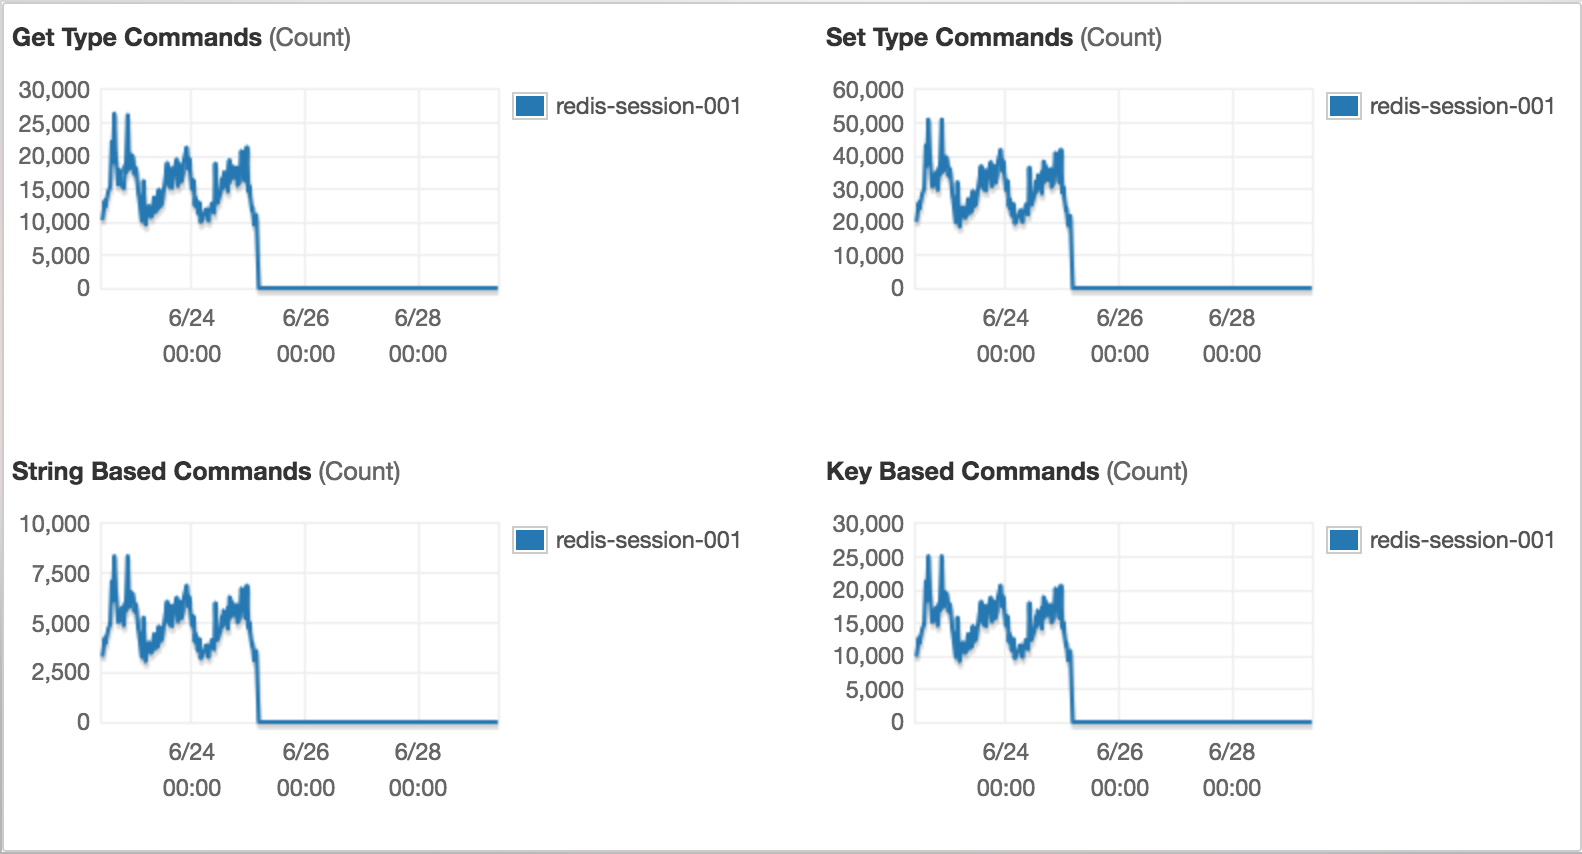 Get Type Commands (Count)
30,000
25,000
20,000
15,000
10,000
5,000
0
6/24 6/26 6/28
00:00 00:00 00:00
redis-session-001
Set Type Commands (Count)
60,000
50,000
40,000
30,000
20,000
10,000
0
6/24 6/26 6/28
00:00 00:00 00:00
redis-session-001
String Based Commands (Count)
10,000
7,500
5,000
2,500
0
6/24 6/26 6/28
00:00 00:00 00:00
redis-session-001
Key Based Commands (Count)
30,000
25,000
20,000
15,000
10,000
5,000
0
6/24 6/26 6/28
00:00 00:00 00:00
redis-session-001